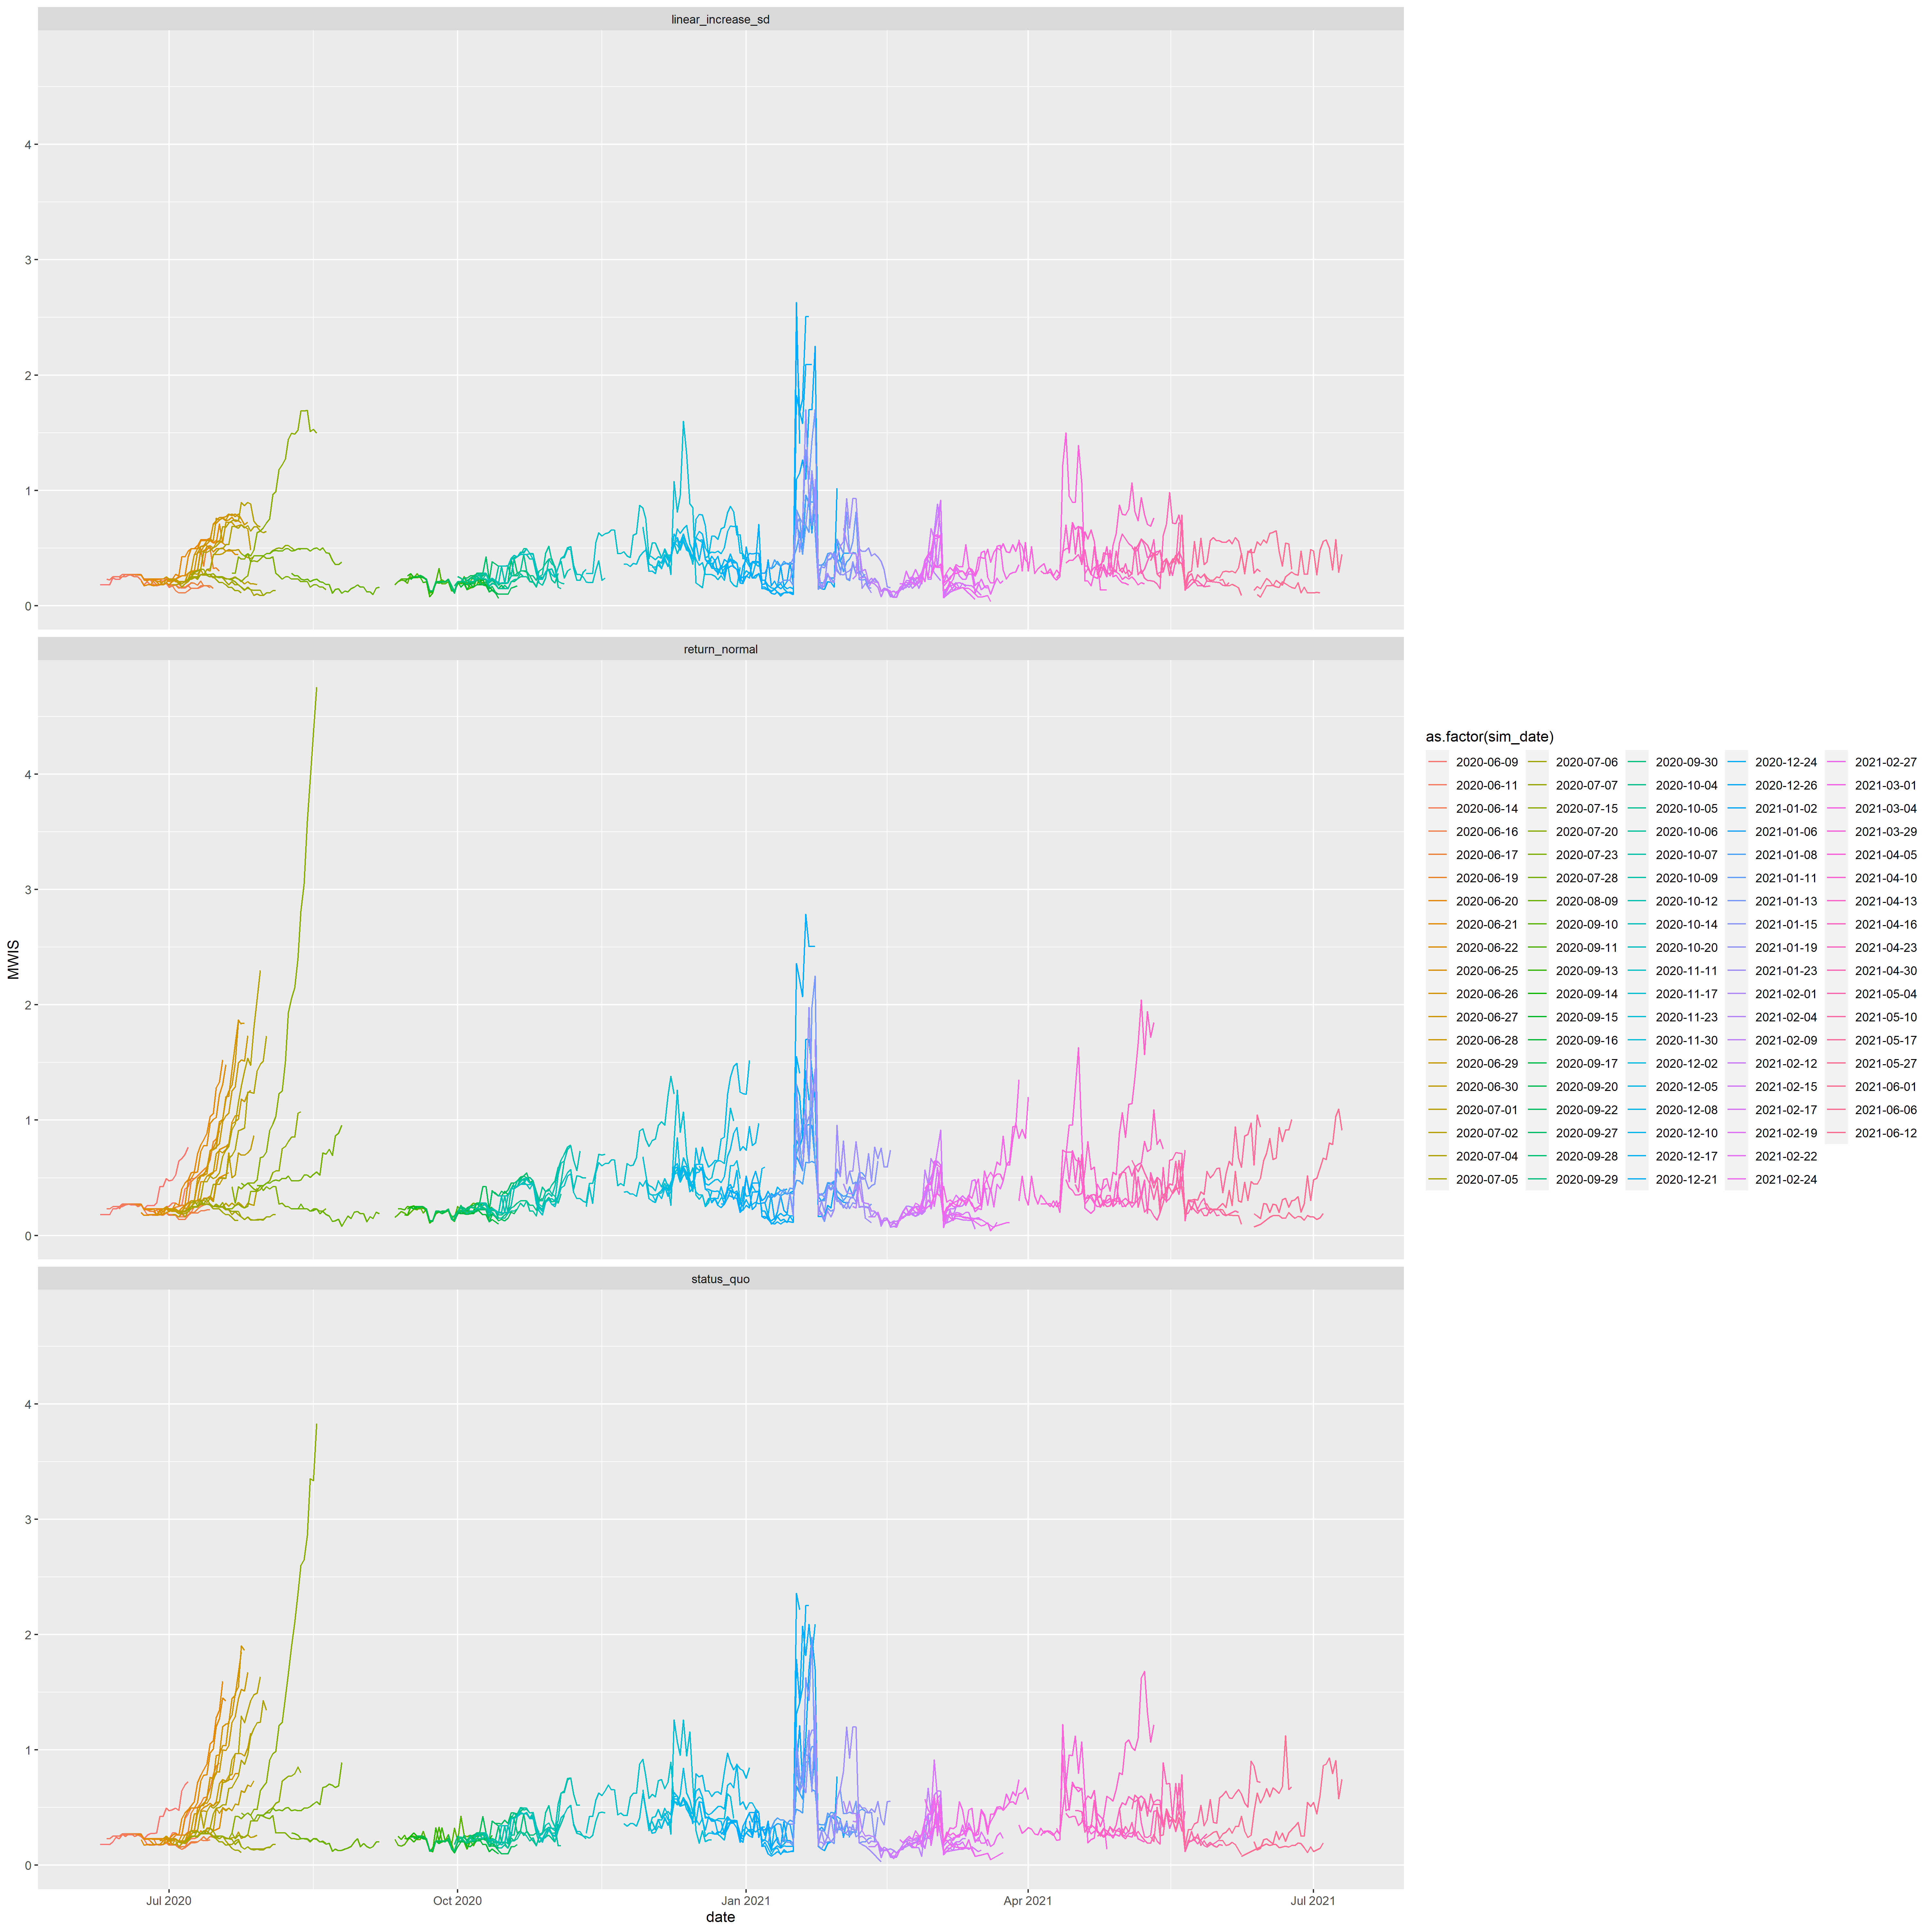 linear_increase_sd
4
3
2
1
0
return_normal
4
3
2
1
0
status_quo
4
3
2
1
0
Jul 2020 Oct 2020 Jan 2021 Apr 2021 Jul 2021
date
MWIS
as.factor(sim_date)
2020-06-09 2020-07-06 2020-09-30 2020-12-24 2021-02-27
2020-06-11 2020-07-07 2020-10-04 2020-12-26 2021-03-01
2020-06-14 2020-07-15 2020-10-05 2021-01-02 2021-03-04
2020-06-16 2020-07-20 2020-10-06 2021-01-06 2021-03-29
2020-06-17 2020-07-23 2020-10-07 2021-01-08 2021-04-05
2020-06-19 2020-07-28 2020-10-09 2021-01-11 2021-04-10
2020-06-20 2020-08-09 2020-10-12 2021-01-13 2021-04-13
2020-06-21 2020-09-10 2020-10-14 2021-01-15 2021-04-16
2020-06-22 2020-09-11 2020-10-20 2021-01-19 2021-04-23
2020-06-25 2020-09-13 2020-11-11 2021-01-23 2021-04-30
2020-06-26 2020-09-14 2020-11-17 2021-02-01 2021-05-04
2020-06-27 2020-09-15 2020-11-23 2021-02-04 2021-05-10
2020-06-28 2020-09-16 2020-11-30 2021-02-09 2021-05-17
2020-06-29 2020-09-17 2020-12-02 2021-02-12 2021-05-27
2020-06-30 2020-09-20 2020-12-05 2021-02-15 2021-06-01
2020-07-01 2020-09-22 2020-12-08 2021-02-17 2021-06-06
2020-07-02 2020-09-27 2020-12-10 2021-02-19 2021-06-12
2020-07-04 2020-09-28 2020-12-17 2021-02-22
2020-07-05 2020-09-29 2020-12-21 2021-02-24